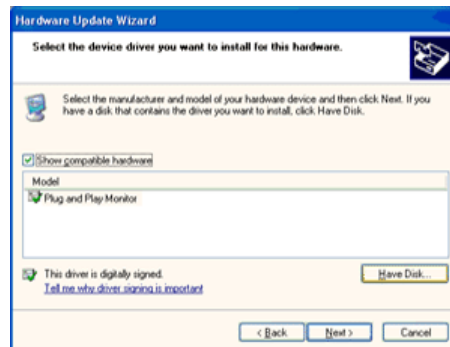 Hardware Update Wizard
Select the device driver you want to install for this hardware.
Select the manufacturer and model of your hardware device and then click Next. If you
have a disk that contains the driver you want to install, click Have Disk.
Show compatible hardware
Model
Plug and Play Monitor
This driver is digitally signed.
Have Disk...
Tell me why driver signing is important
< Back
Next >
Cancel